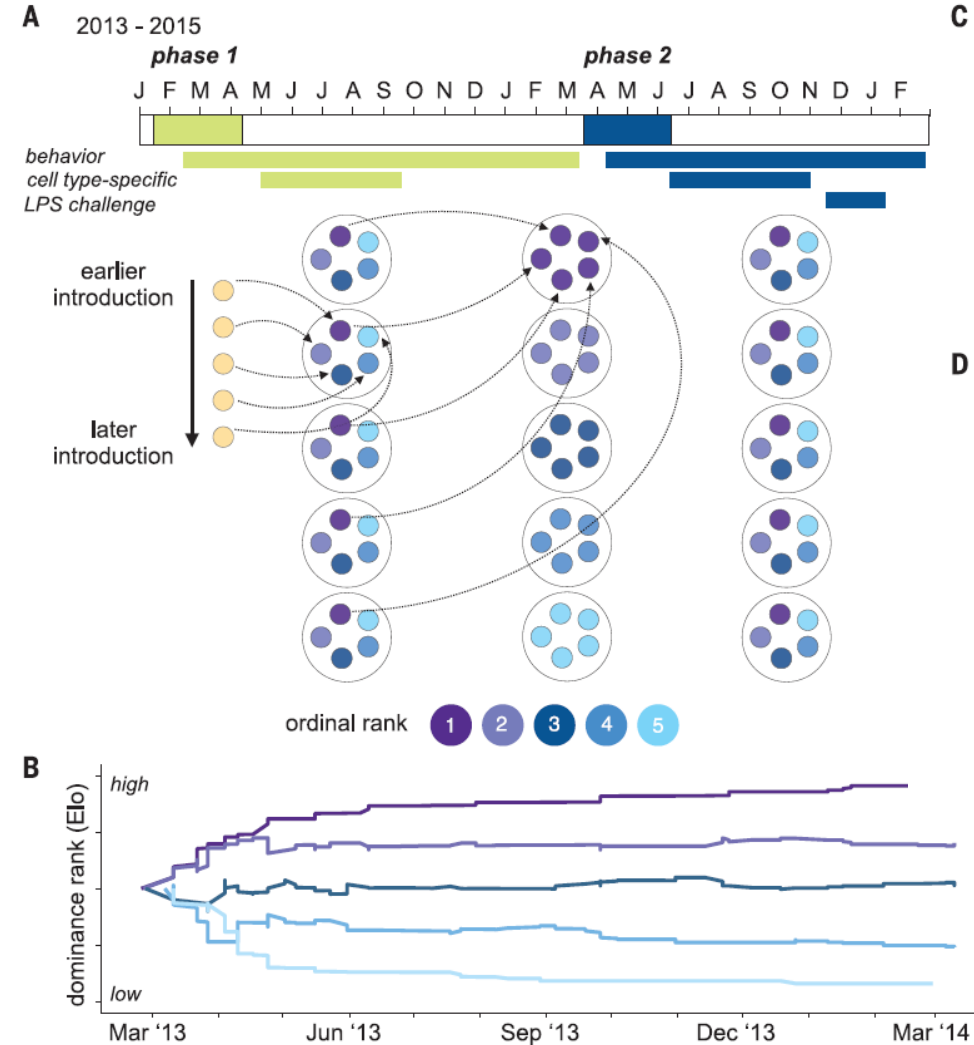 A
C
2013 - 2015
phase 1
phase 2
J F M A M J J A S O N D J F M A M J J A S O N D J F
behavior
cell type-specific
LPS challenge
earlier
introduction
D
later
introduction
ordinal rank 1 2 3 4 5
B
high
dominance rank (Elo)
low
Mar ‘13 Jun ‘13 Sep ‘13 Dec ‘13 Mar ‘14